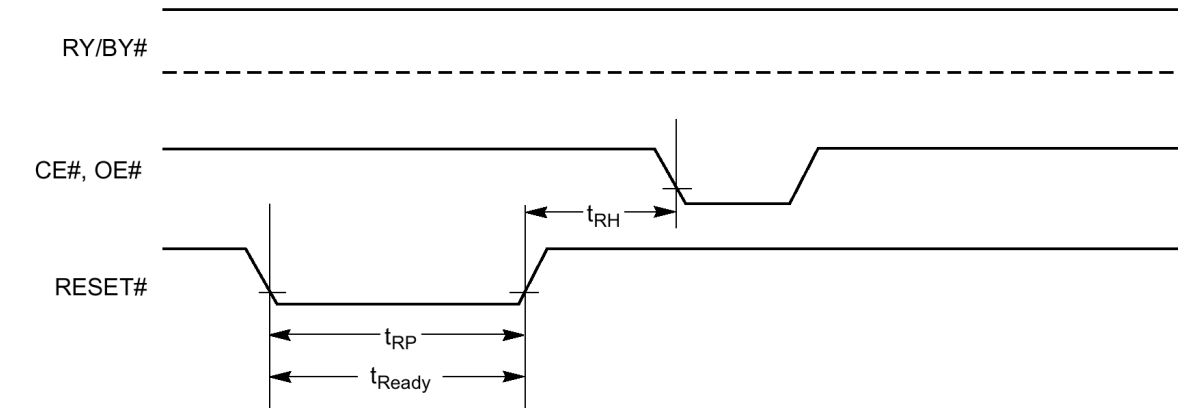 RY/BY#
CE#, OE#
tRH
RESET#
tRP
tReady